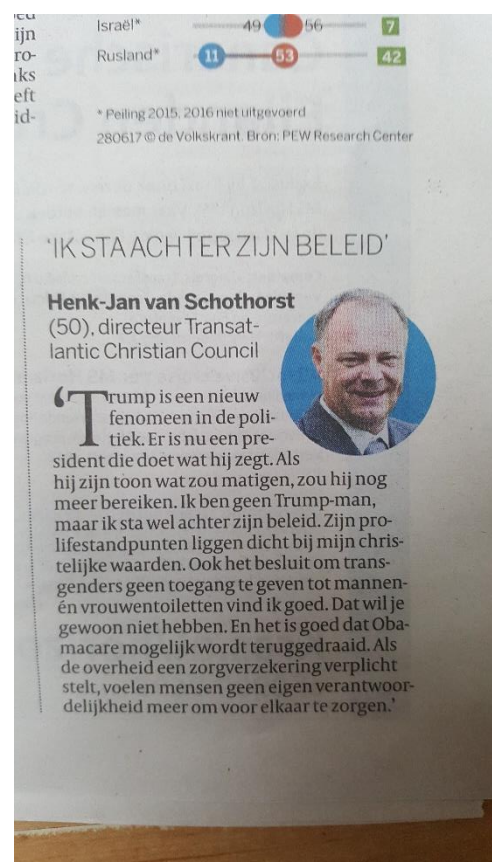 ijn
ro-
aks
eft
id-
Israël* 49 56 7
Rusland* 11 53 42
* Peiling 2015, 2016 niet uitgevoerd
280617 © de Volkskrant. Bron: PEW Research Center
'IK STA ACHTER ZIJN BELEID'
Henk-Jan van Schothorst
(50), directeur Transat-
lantic Christian Council
'Trump is een nieuw
fenomeen in de poli-
tiek. Er is nu een pre-
sident die doet wat hij zegt. Als
hij zijn toon wat zou matigen, zou hij nog
meer bereiken. Ik ben geen Trump-man,
maar ik sta wel achter zijn beleid. Zijn pro-
lifestandpunten liggen dicht bij mijn chris-
telijke waarden. Ook het besluit om trans-
genders geen toegang te geven tot mannen-
én vrouwentoiletten vind ik goed. Dat wil je
gewoon niet hebben. En het is goed dat Oba-
macare mogelijk wordt teruggedraaid. Als
de overheid een zorgverzekering verplicht
stelt, voelen mensen geen eigen verantwoor-
delijkheid meer om voor elkaar te zorgen.'